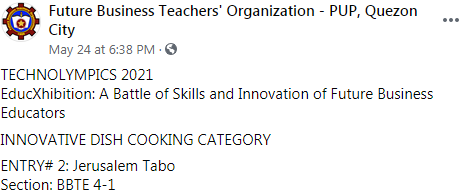 Future Business Teachers' Organization - PUP, Quezon
City
May 24 at 6:38 PM ·
TECHNOLYMPICS 2021
EducXhibition: A Battle of Skills and Innovation of Future Business
Educators
INNOVATIVE DISH COOKING CATEGORY
ENTRY# 2: Jerusalem Tabo
Section: BBTE 4-1